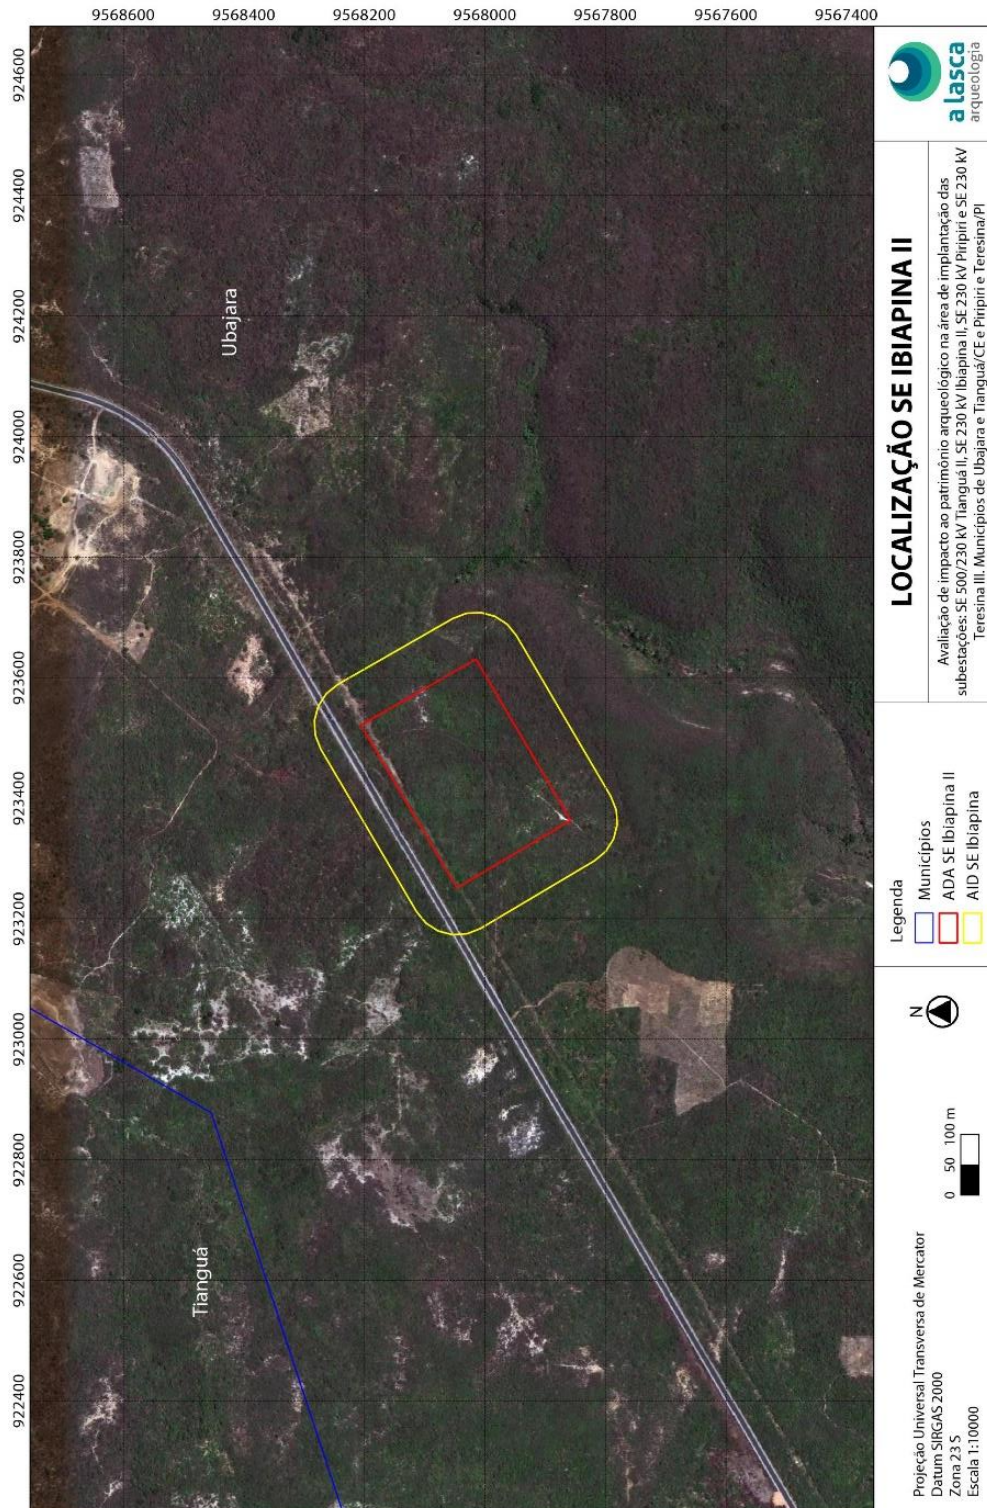 9568600
9568400
9568200
9568000
9567800
9567600
9567400
924600
924400
924200
924000
923800
923600
923400
923200
923000
922800
922600
922400
Ubajara
Tianguá
a lasca
arqueologia
LOCALIZAÇÃO SE IBIAPINA II
Avaliação de impacto ao patrimônio arqueológico na área de implantação das
subestações: SE 500/230 kV Tianguá II, SE 230 kV Ibiapina II, SE 230 kV Piripiri e SE 230 kV
Teresina III. Municípios de Ubajara e Tianguá/CE e Piripiri e Teresina/PI
Legenda
Municípios
ADA SE Ibiapina II
AID SE Ibiapina
N
0 50 100 m
Projeção Universal Transversa de Mercator
Datum SIRGAS 2000
Zona 23 S
Escala 1:10000